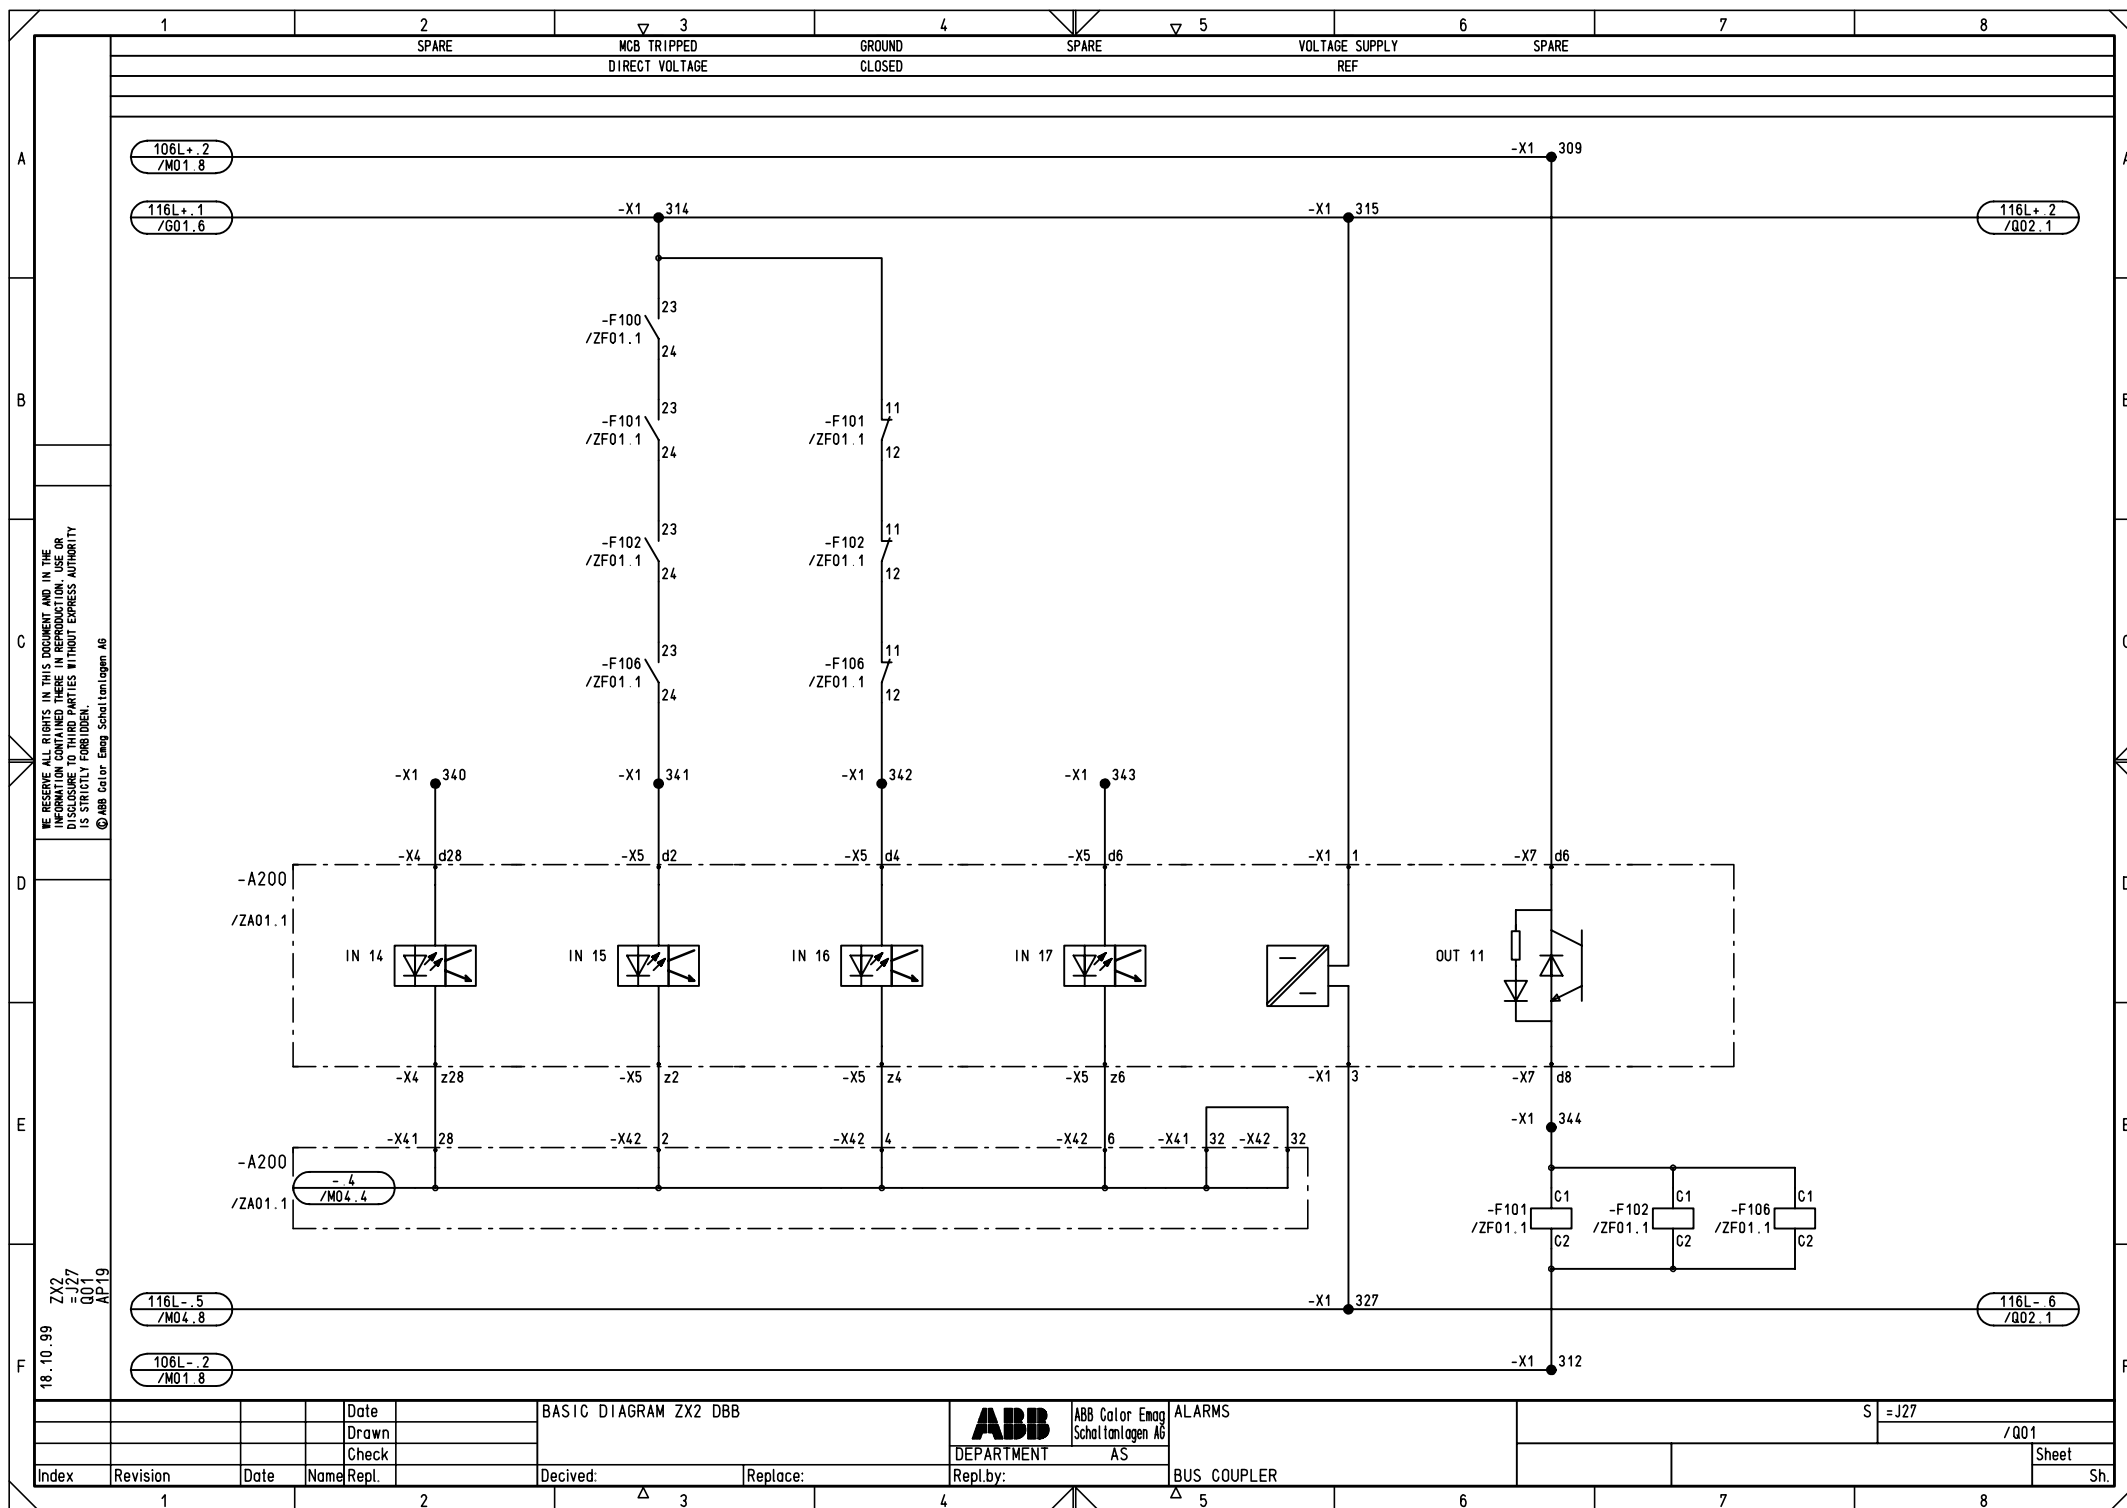 1 2 3 4 5 6 7 8
SPARE MCB TRIPPED GROUND SPARE VOLTAGE SUPPLY SPARE
DIRECT VOLTAGE CLOSED REF
106L+.2 -X1 309
A /M01.8 A
116L+.1 -X1 314 -X1 315 116L+.2
/G01.6 /Q02.1
23
-F100
/ZF01.1
24
B B
23 11
-F101 -F101
/ZF01.1 /ZF01.1
24 12
23 11
-F102 -F102
/ZF01.1 /ZF01.1
24 12
C C
23 11
-F106 -F106
/ZF01.1 /ZF01.1
24 12
WE RESERVE ALL RIGHTS IN THIS DOCUMENT AND IN THE
INFORMATION CONTAINED THERE IN REPRODUCTION. USE OR
DISCLOSURE TO THIRD PARTIES WITHOUT EXPRESS AUTHORITY
IS STRICTLY FORBIDDEN.
© ABB Calor Emag Schaltanlagen AG
-X1 340 -X1 341 -X1 342 -X1 343
-X4 d28 -X5 d2 -X5 d4 -X5 d6 -X1 1 -X7 d6
D D
-A200
/ZA01.1
IN 14 IN 15 IN 16 IN 17 OUT 11
-X4 z28 -X5 z2 -X5 z4 -X5 z6 -X1 3 -X7 d8
E -X1 344 E
-X41 28 -X42 2 -X42 4 -X42 6 -X41 32 -X42 32
-A200
-.4
/M04.4
/ZA01.1
C1 C1 C1
-F101 -F102 -F106
/ZF01.1 /ZF01.1 /ZF01.1
C2 C2 C2
ZX2
=J27
Q01
AP19
18.10.99
116L-.5 -X1 327 116L-.6
/M04.8 /Q02.1
F F
106L-.2 -X1 312
/M01.8
Date BASIC DIAGRAM ZX2 DBB ABB ABB Calor Emag ALARMS S =J27
Drawn Schaltanlagen AG /Q01
Check DEPARTMENT AS Sheet
Index Revision Date Name Repl. Decived: Replace: Repl.by: BUS COUPLER Sh.
1 2 3 4 5 6 7 8